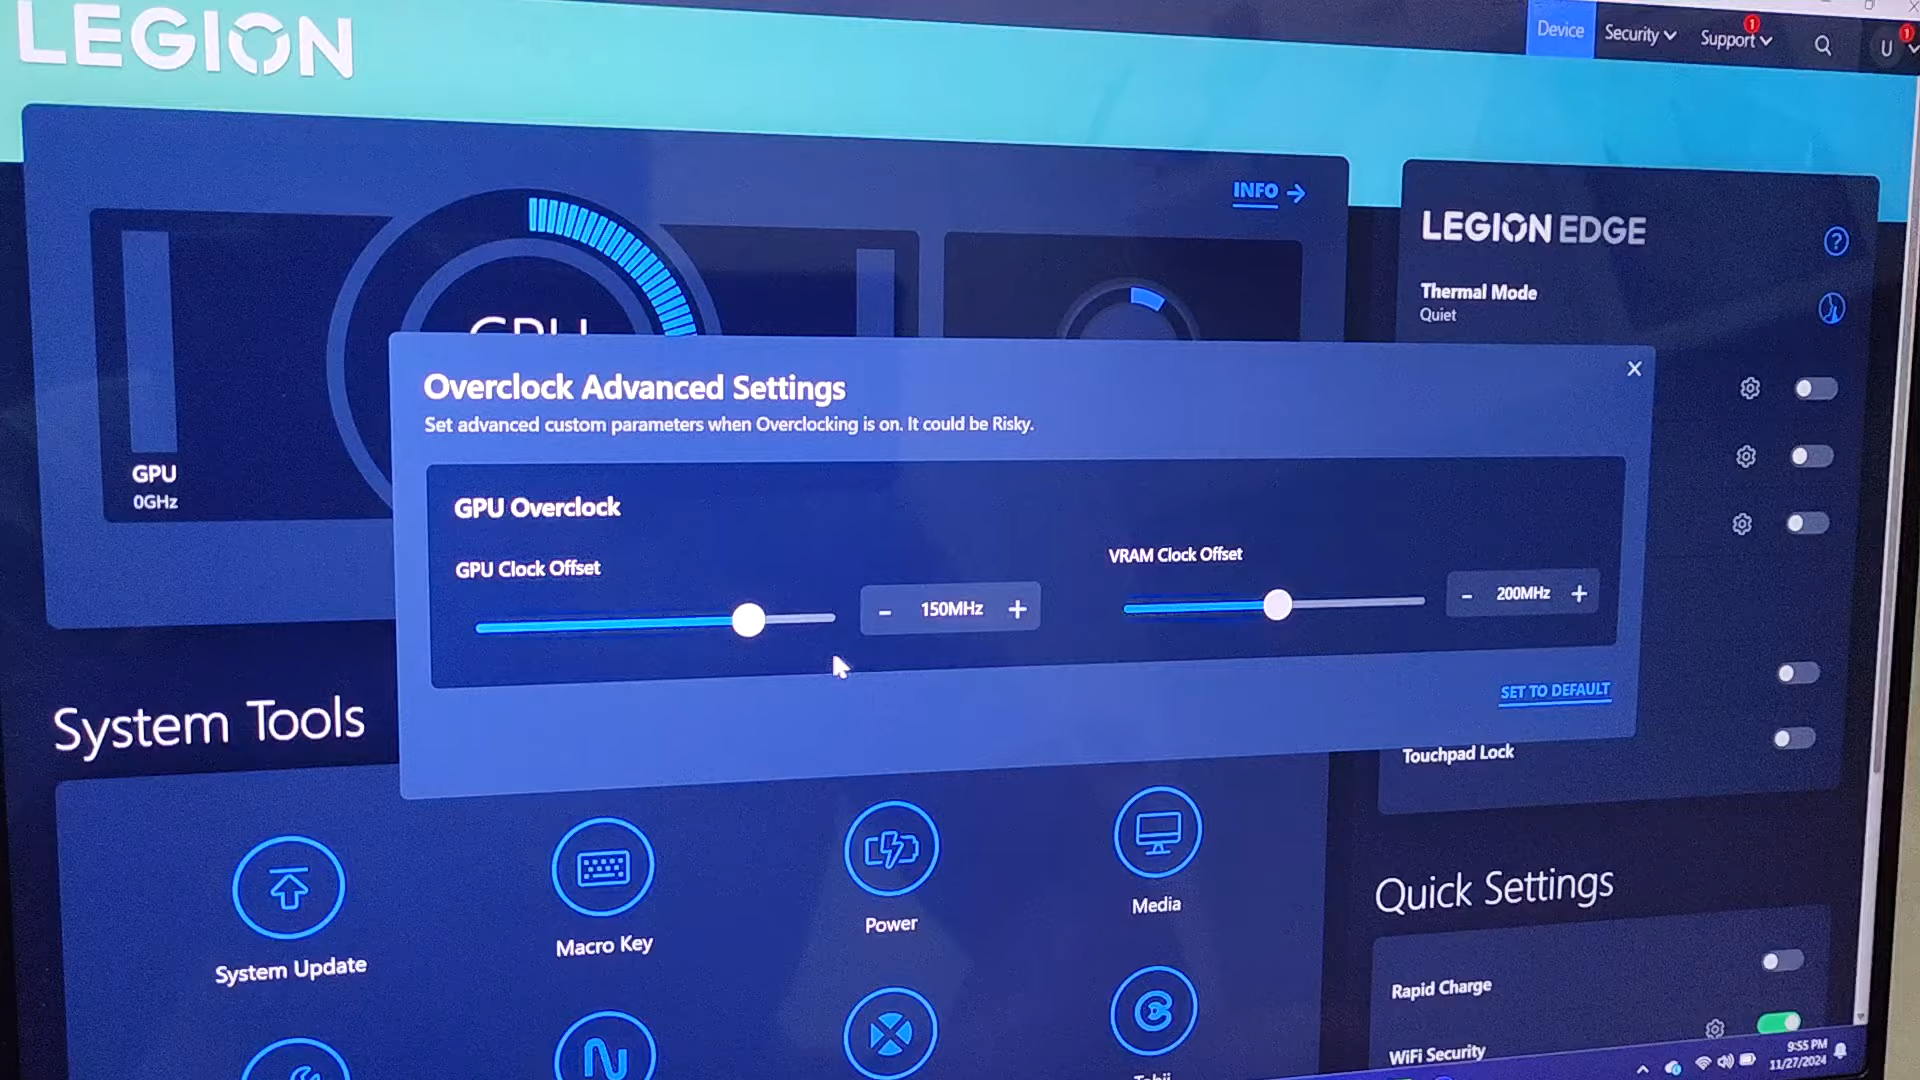 LEGION
Device
Security
Support
1
U
1
INFO
LEGION EDGE
Thermal Mode
Quiet
GPU
0GHz
Overclock Advanced Settings
Set advanced custom parameters when Overclocking is on. It could be Risky.
GPU Overclock
GPU Clock Offset
- 150MHz +
VRAM Clock Offset
- 200MHz +
SET TO DEFAULT
Touchpad Lock
System Tools
System Update
Macro Key
Power
Media
Quick Settings
Rapid Charge
WiFi Security
9:55 PM
11/27/2024